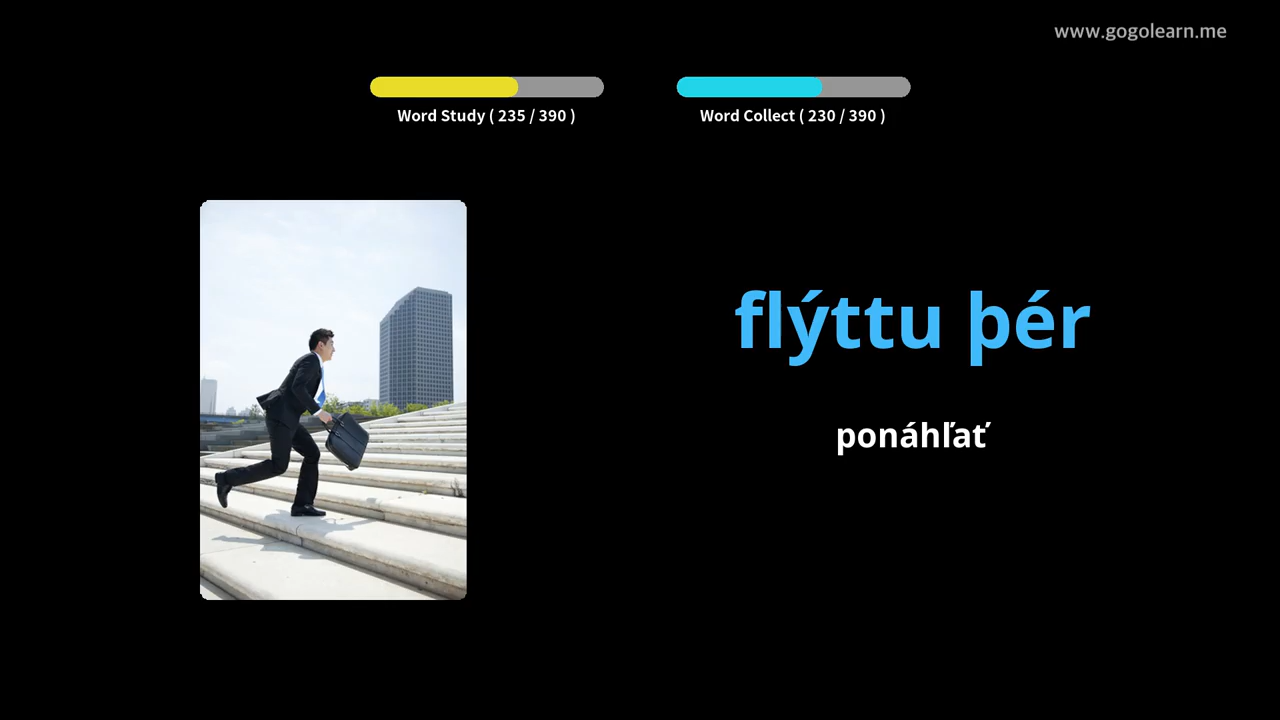 www.gogolearn.me
Word Study ( 235 / 390 )
Word Collect ( 230 / 390 )
flýttu þér
ponáhľať